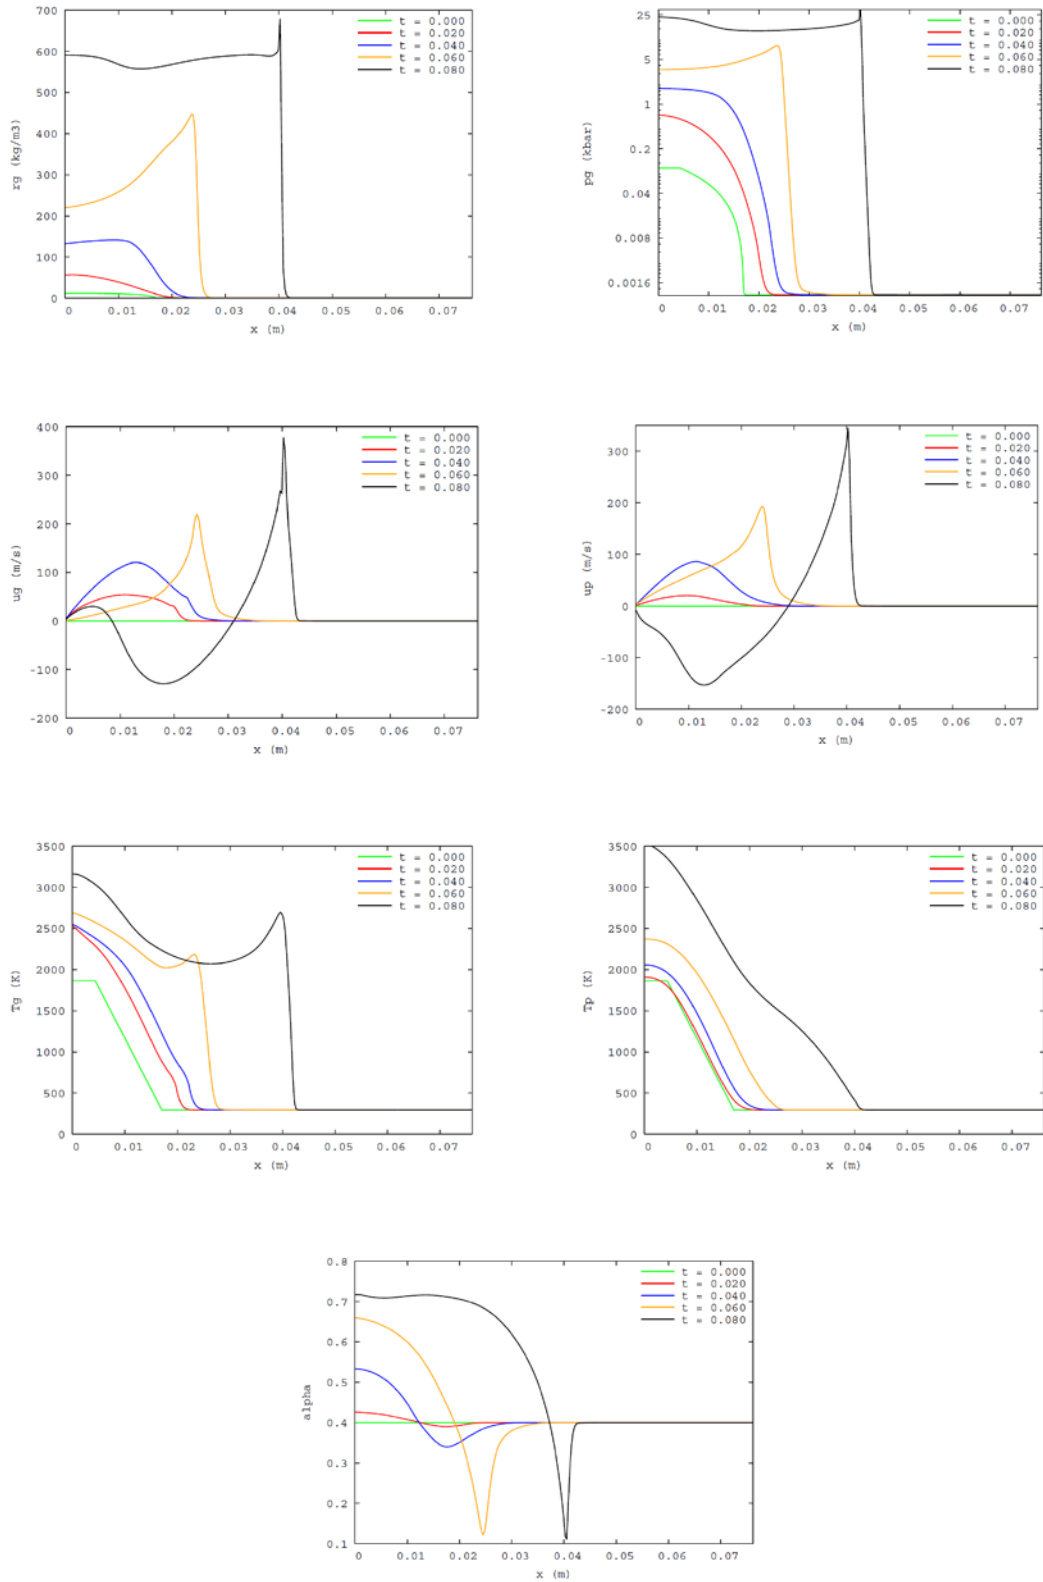 700
600
500
400
300
200
100
0
rg (kg/m3)
0 0.01 0.02 0.03 0.04 0.05 0.06 0.07
x (m)
t = 0.000
t = 0.020
t = 0.040
t = 0.060
t = 0.080
25
5
1
0.2
0.04
0.008
0.0016
pg (kbar)
0 0.01 0.02 0.03 0.04 0.05 0.06 0.07
x (m)
t = 0.000
t = 0.020
t = 0.040
t = 0.060
t = 0.080
400
300
200
100
0
-100
-200
ug (m/s)
0 0.01 0.02 0.03 0.04 0.05 0.06 0.07
x (m)
t = 0.000
t = 0.020
t = 0.040
t = 0.060
t = 0.080
300
200
100
0
-100
-200
up (m/s)
0 0.01 0.02 0.03 0.04 0.05 0.06 0.07
x (m)
t = 0.000
t = 0.020
t = 0.040
t = 0.060
t = 0.080
3500
3000
2500
2000
1500
1000
500
0
Tg (K)
0 0.01 0.02 0.03 0.04 0.05 0.06 0.07
x (m)
t = 0.000
t = 0.020
t = 0.040
t = 0.060
t = 0.080
3500
3000
2500
2000
1500
1000
500
0
Tp (K)
0 0.01 0.02 0.03 0.04 0.05 0.06 0.07
x (m)
t = 0.000
t = 0.020
t = 0.040
t = 0.060
t = 0.080
0.8
0.7
0.6
0.5
0.4
0.3
0.2
0.1
alpha
0 0.01 0.02 0.03 0.04 0.05 0.06 0.07
x (m)
t = 0.000
t = 0.020
t = 0.040
t = 0.060
t = 0.080